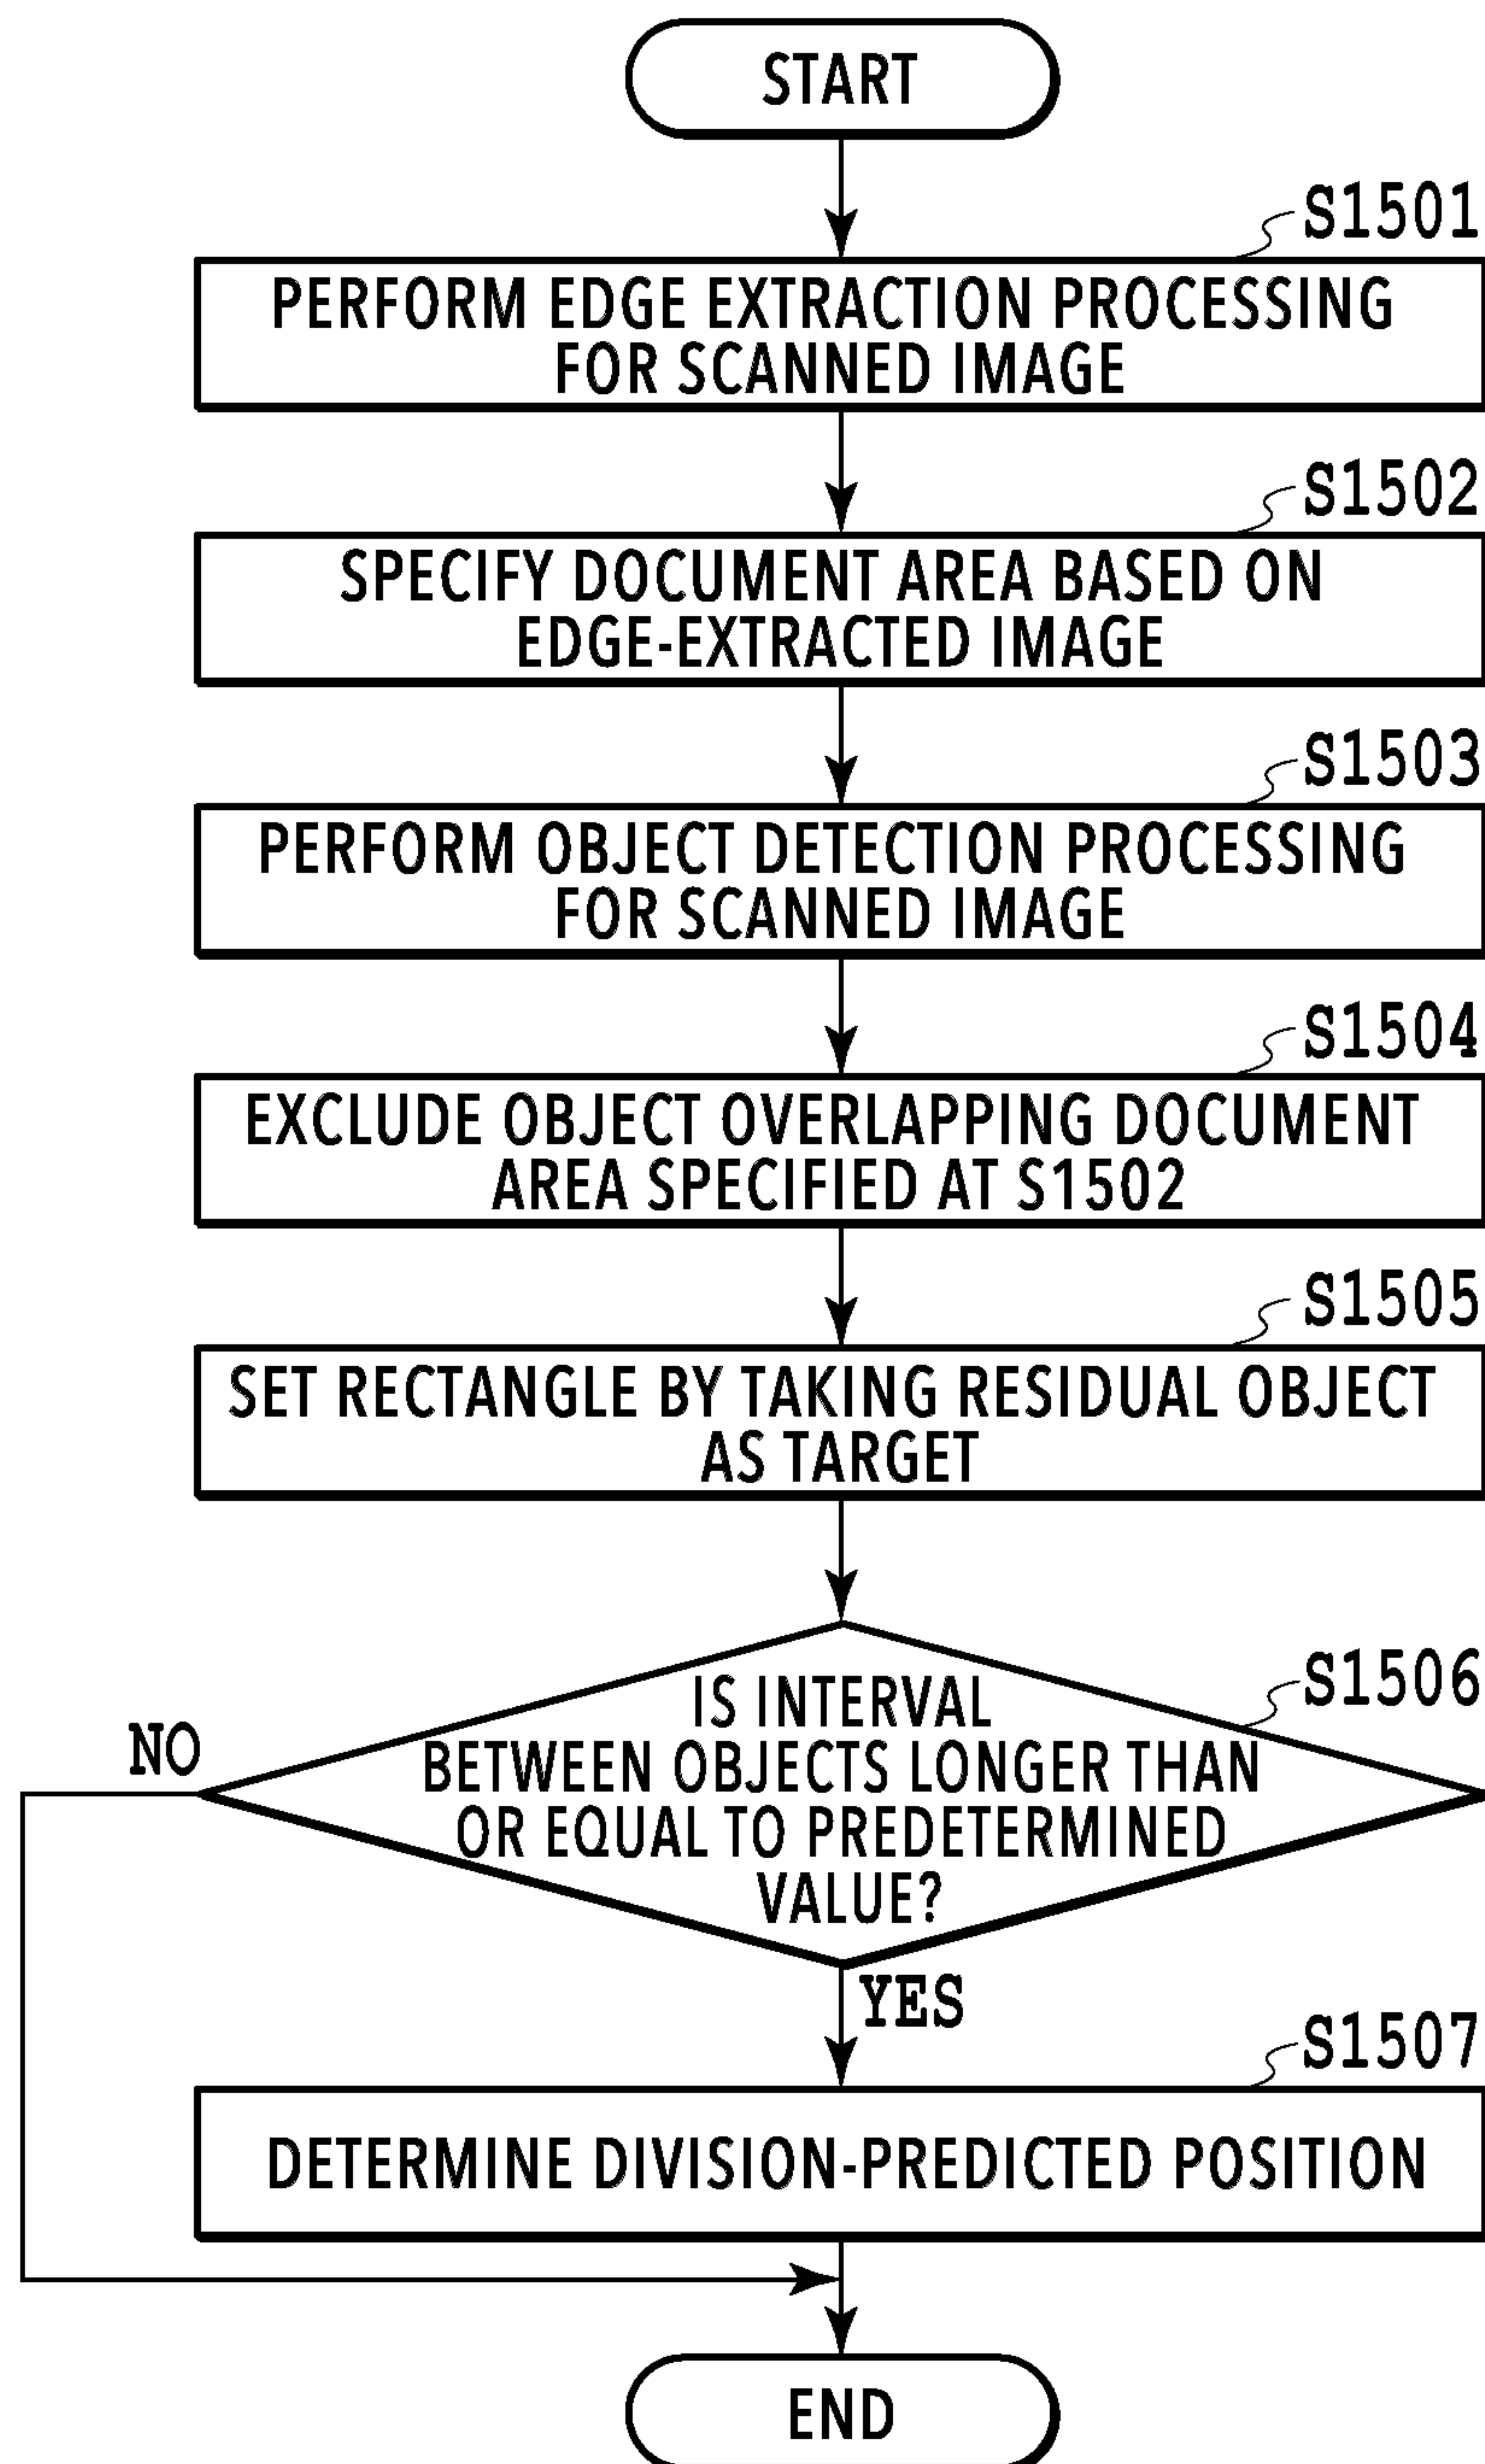 START
S1501
PERFORM EDGE EXTRACTION PROCESSING
FOR SCANNED IMAGE
S1502
SPECIFY DOCUMENT AREA BASED ON
EDGE-EXTRACTED IMAGE
S1503
PERFORM OBJECT DETECTION PROCESSING
FOR SCANNED IMAGE
S1504
EXCLUDE OBJECT OVERLAPPING DOCUMENT
AREA SPECIFIED AT S1502
S1505
SET RECTANGLE BY TAKING RESIDUAL OBJECT
AS TARGET
S1506
IS INTERVAL
BETWEEN OBJECTS LONGER THAN
OR EQUAL TO PREDETERMINED
VALUE?
NO
YES
S1507
DETERMINE DIVISION-PREDICTED POSITION
END